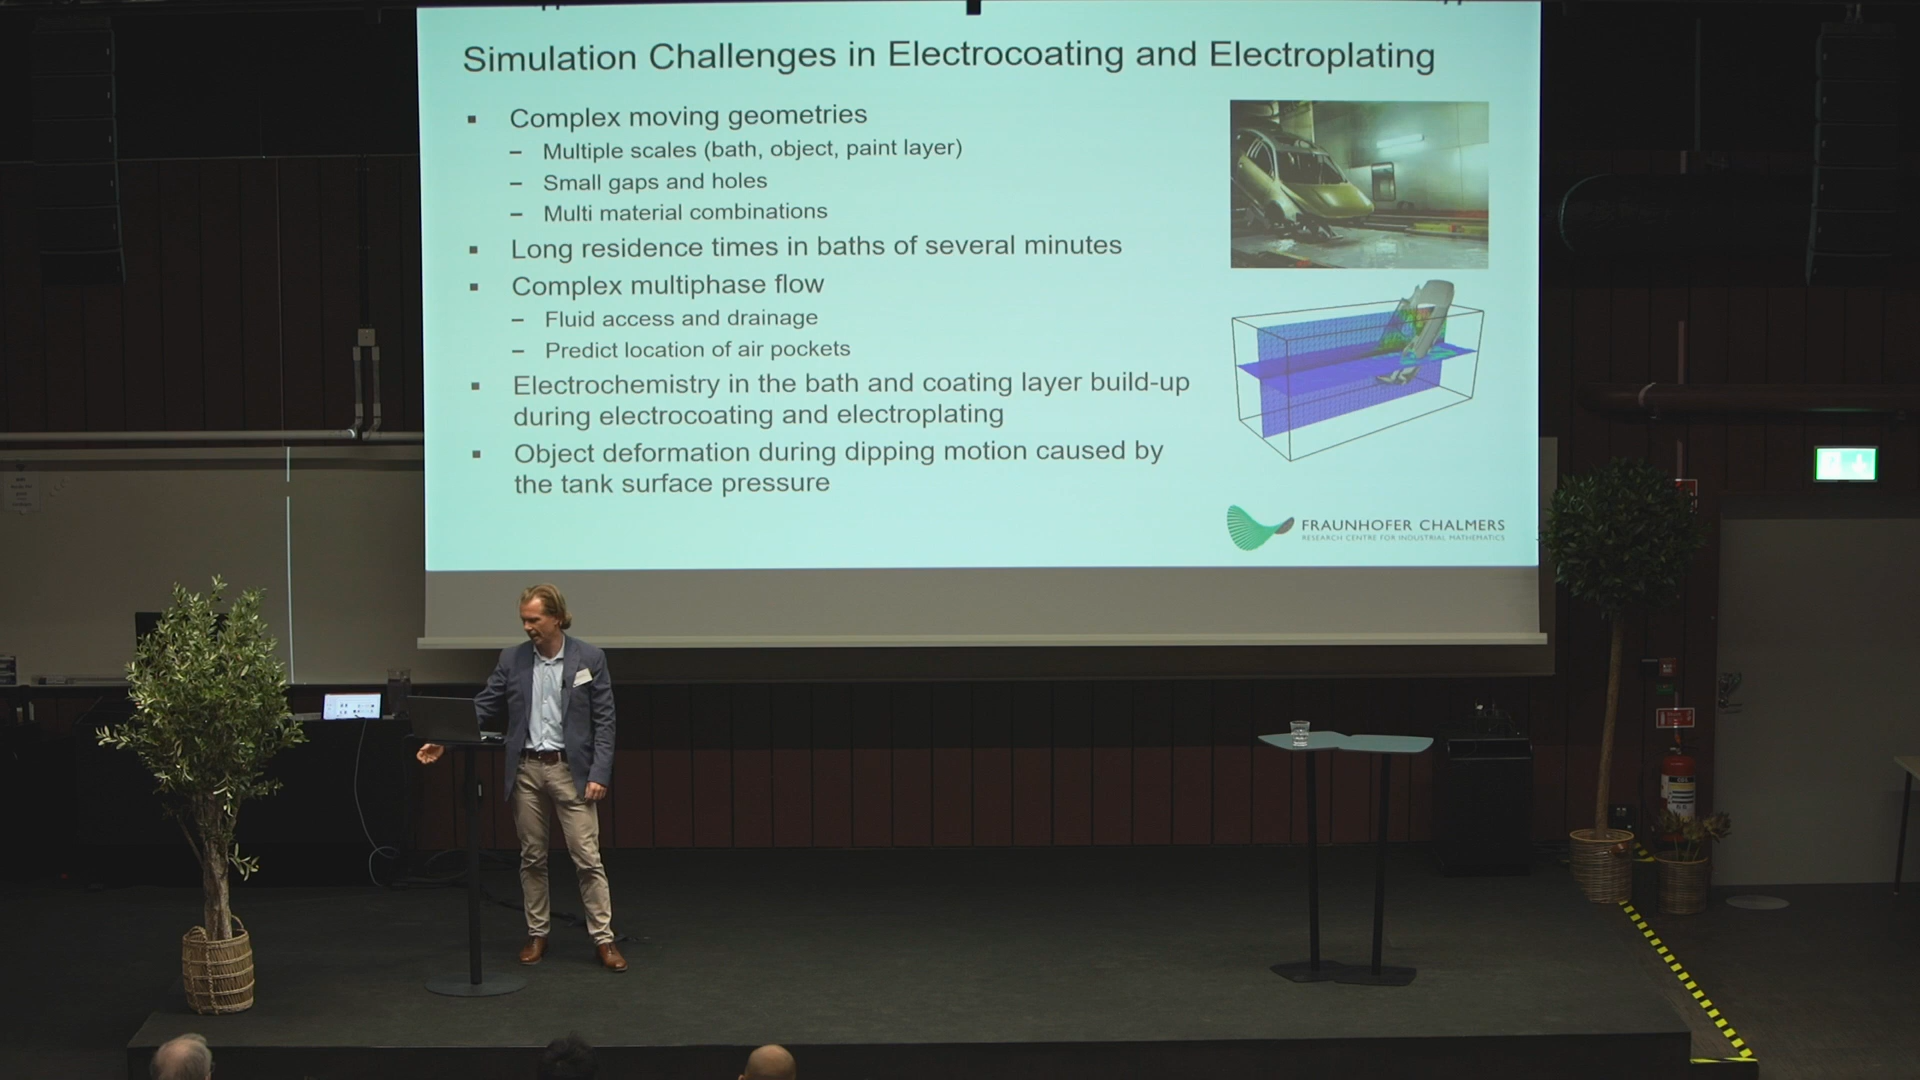 Simulation Challenges in Electrocoating and Electroplating
▪ Complex moving geometries
– Multiple scales (bath, object, paint layer)
– Small gaps and holes
– Multi material combinations
▪ Long residence times in baths of several minutes
▪ Complex multiphase flow
– Fluid access and drainage
– Predict location of air pockets
▪ Electrochemistry in the bath and coating layer build-up
during electrocoating and electroplating
▪ Object deformation during dipping motion caused by
the tank surface pressure
FRAUNHOFER CHALMERS
RESEARCH CENTRE FOR INDUSTRIAL MATHEMATICS